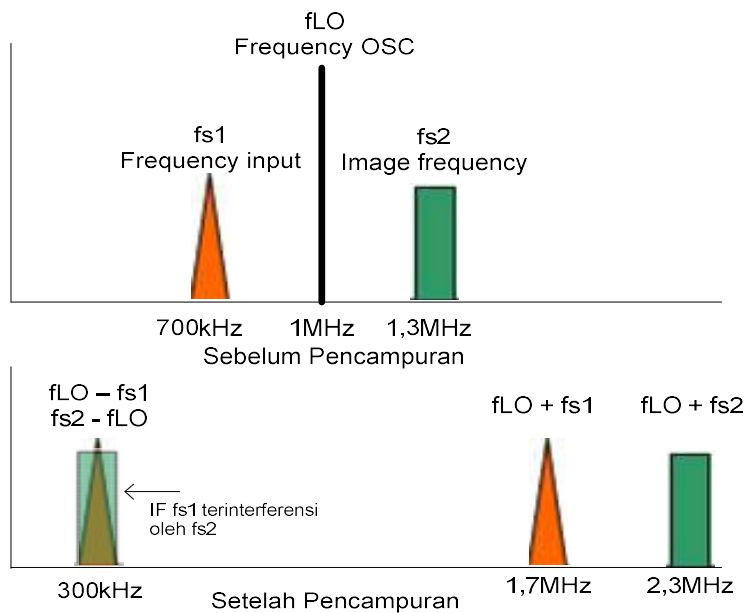 fLO
Frequency OSC
fs1
Frequency input
fs2
Image frequency
700kHz
1MHz
1,3MHz
Sebelum Pencampuran
fLO – fs1
fs2 - fLO
fLO + fs1
fLO + fs2
IF fs1 terinterferensi
oleh fs2
300kHz
1,7MHz
2,3MHz
Setelah Pencampuran